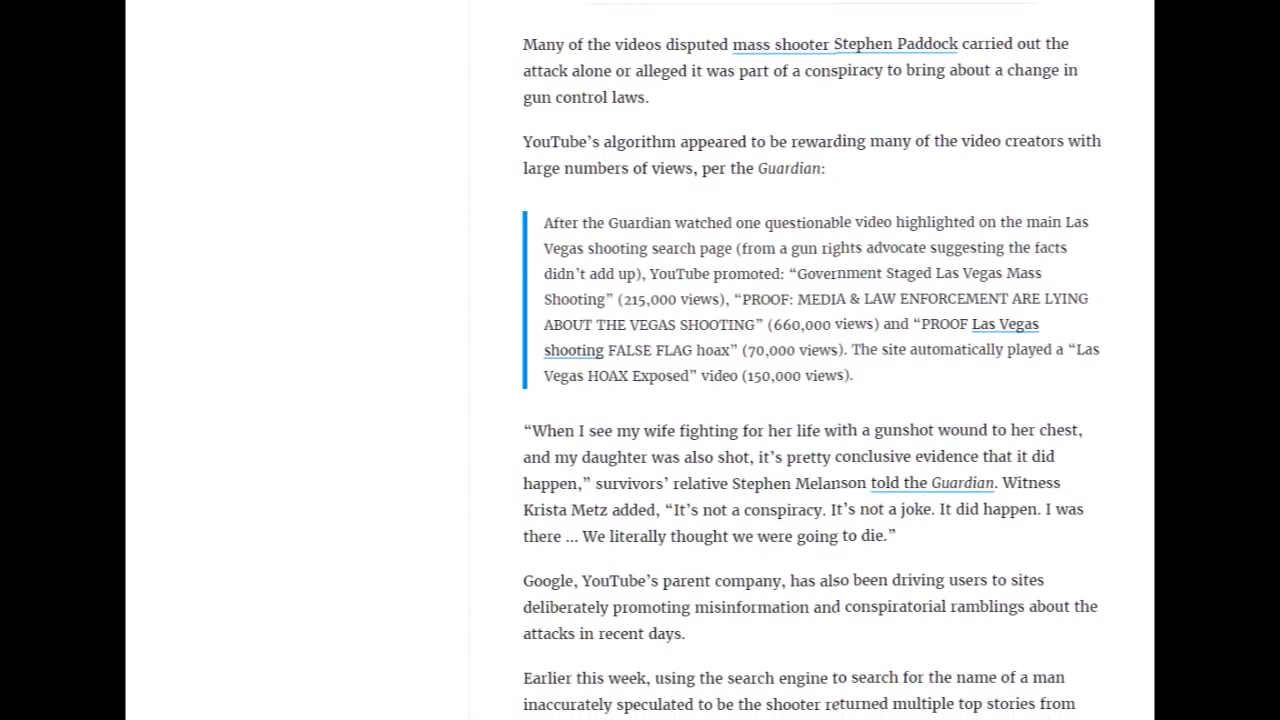 Many of the videos disputed mass shooter Stephen Paddock carried out the
attack alone or alleged it was part of a conspiracy to bring about a change in
gun control laws.
YouTube’s algorithm appeared to be rewarding many of the video creators with
large numbers of views, per the Guardian:
After the Guardian watched one questionable video highlighted on the main Las
Vegas shooting search page (from a gun rights advocate suggesting the facts
didn’t add up), YouTube promoted: “Government Staged Las Vegas Mass
Shooting” (215,000 views), “PROOF: MEDIA & LAW ENFORCEMENT ARE LYING
ABOUT THE VEGAS SHOOTING” (660,000 views) and “PROOF Las Vegas
shooting FALSE FLAG hoax” (70,000 views). The site automatically played a “Las
Vegas HOAX Exposed” video (150,000 views).
“When I see my wife fighting for her life with a gunshot wound to her chest,
and my daughter was also shot, it’s pretty conclusive evidence that it did
happen,” survivors’ relative Stephen Melanson told the Guardian. Witness
Krista Metz added, “It’s not a conspiracy. It’s not a joke. It did happen. I was
there ... We literally thought we were going to die.”
Google, YouTube’s parent company, has also been driving users to sites
deliberately promoting misinformation and conspiratorial ramblings about the
attacks in recent days.
Earlier this week, using the search engine to search for the name of a man
inaccurately speculated to be the shooter returned multiple top stories from